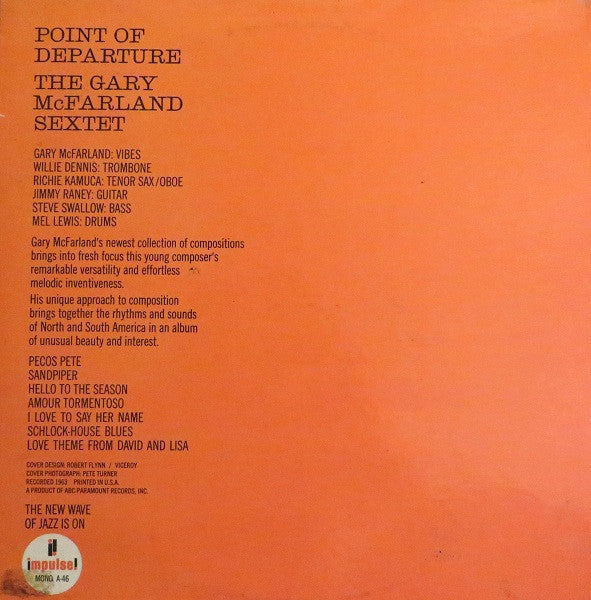 POINT OF
DEPARTURE
THE GARY
McFARLAND
SEXTET
GARY McFARLAND: VIBES
WILLIE DENNIS: TROMBONE
RICHIE KAMUCA: TENOR SAX/OBOE
JIMMY RANEY: GUITAR
STEVE SWALLOW: BASS
MEL LEWIS: DRUMS
Gary McFarland's newest collection of compositions
brings into fresh focus this young composer's
remarkable versatility and effortless
melodic inventiveness.
His unique approach to composition
brings together the rhythms and sounds
of North and South America in an album
of unusual beauty and interest.
PECOS PETE
SANDPIPER
HELLO TO THE SEASON
AMOUR TORMENTOSO
I LOVE TO SAY HER NAME
SCHLOCK-HOUSE BLUES
LOVE THEME FROM DAVID AND LISA
COVER DESIGN: ROBERT FLYNN / VICEROY
COVER PHOTOGRAPH: PETE TURNER
RECORDED 1963 PRINTED IN U.S.A.
A PRODUCT OF ABC-PARAMOUNT RECORDS, INC.
THE NEW WAVE
OF JAZZ IS ON
i!
impulse!
MONO A-46